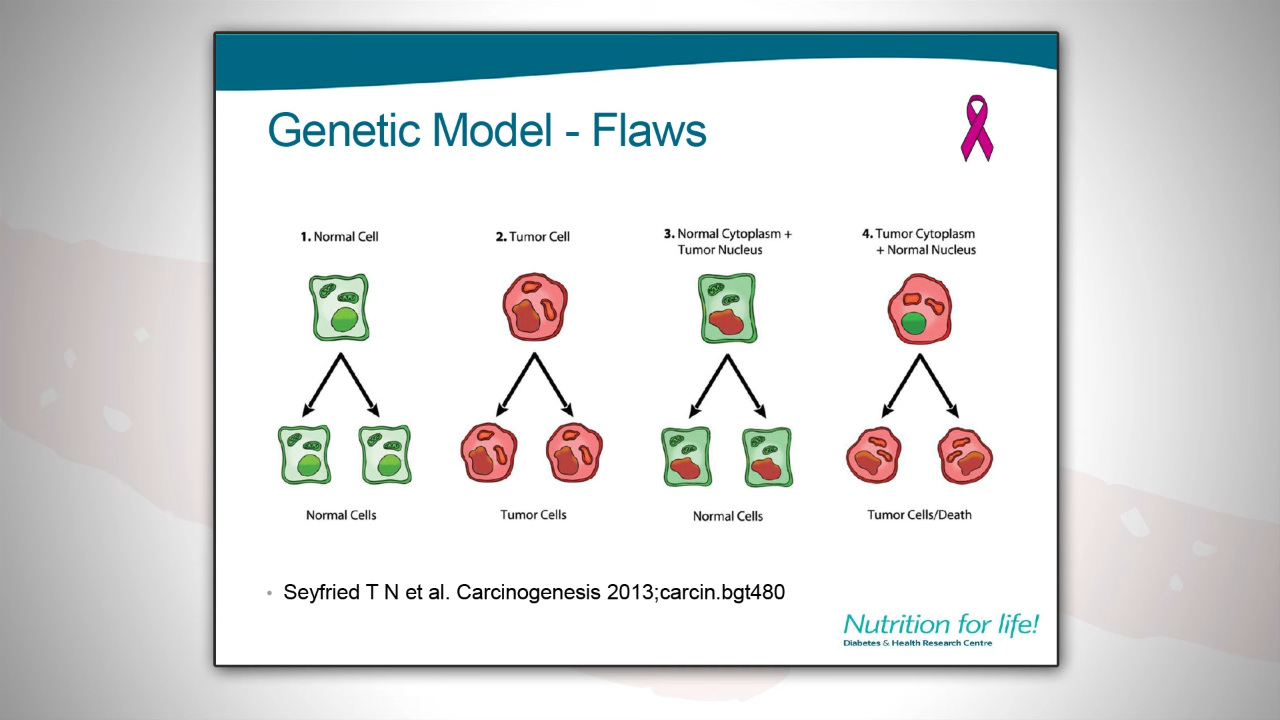 Genetic Model - Flaws
1. Normal Cell
2. Tumor Cell
3. Normal Cytoplasm +
Tumor Nucleus
4. Tumor Cytoplasm
+ Normal Nucleus
Normal Cells
Tumor Cells
Normal Cells
Tumor Cells/Death
• Seyfried T N et al. Carcinogenesis 2013;carcin.bgt480
Nutrition for life!
Diabetes & Health Research Centre